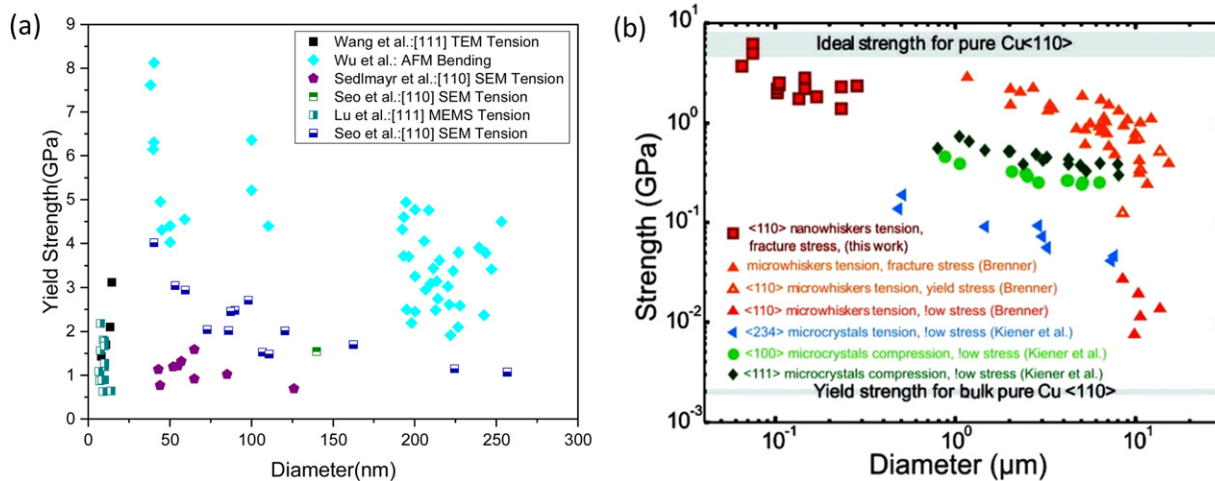 (a)
9
8
7
6
5
4
3
2
1
0
Yield Strength(GPa)
Wang et al.:[111] TEM Tension
Wu et al.: AFM Bending
Sedlmayr et al.:[110] SEM Tension
Seo et al.:[110] SEM Tension
Lu et al.:[111] MEMS Tension
Seo et al.:[110] SEM Tension
0 50 100 150 200 250 300
Diameter(nm)
(b)
10¹
10⁰
10⁻¹
10⁻²
10⁻³
Strength (GPa)
Ideal strength for pure Cu<110>
<110> nanowhiskers tension,
fracture stress, (this work)
microwhiskers tension, fracture stress (Brenner)
<110> microwhiskers tension, yield stress (Brenner)
<110> microwhiskers tension, !ow stress (Brenner)
<234> microcrystals tension, !ow stress (Kiener et al.)
<100> microcrystals compression, !ow stress (Kiener et al.)
<111> microcrystals compression, !ow stress (Kiener et al.)
Yield strength for bulk pure Cu <110>
10⁻¹ 10⁰ 10¹
Diameter (µm)